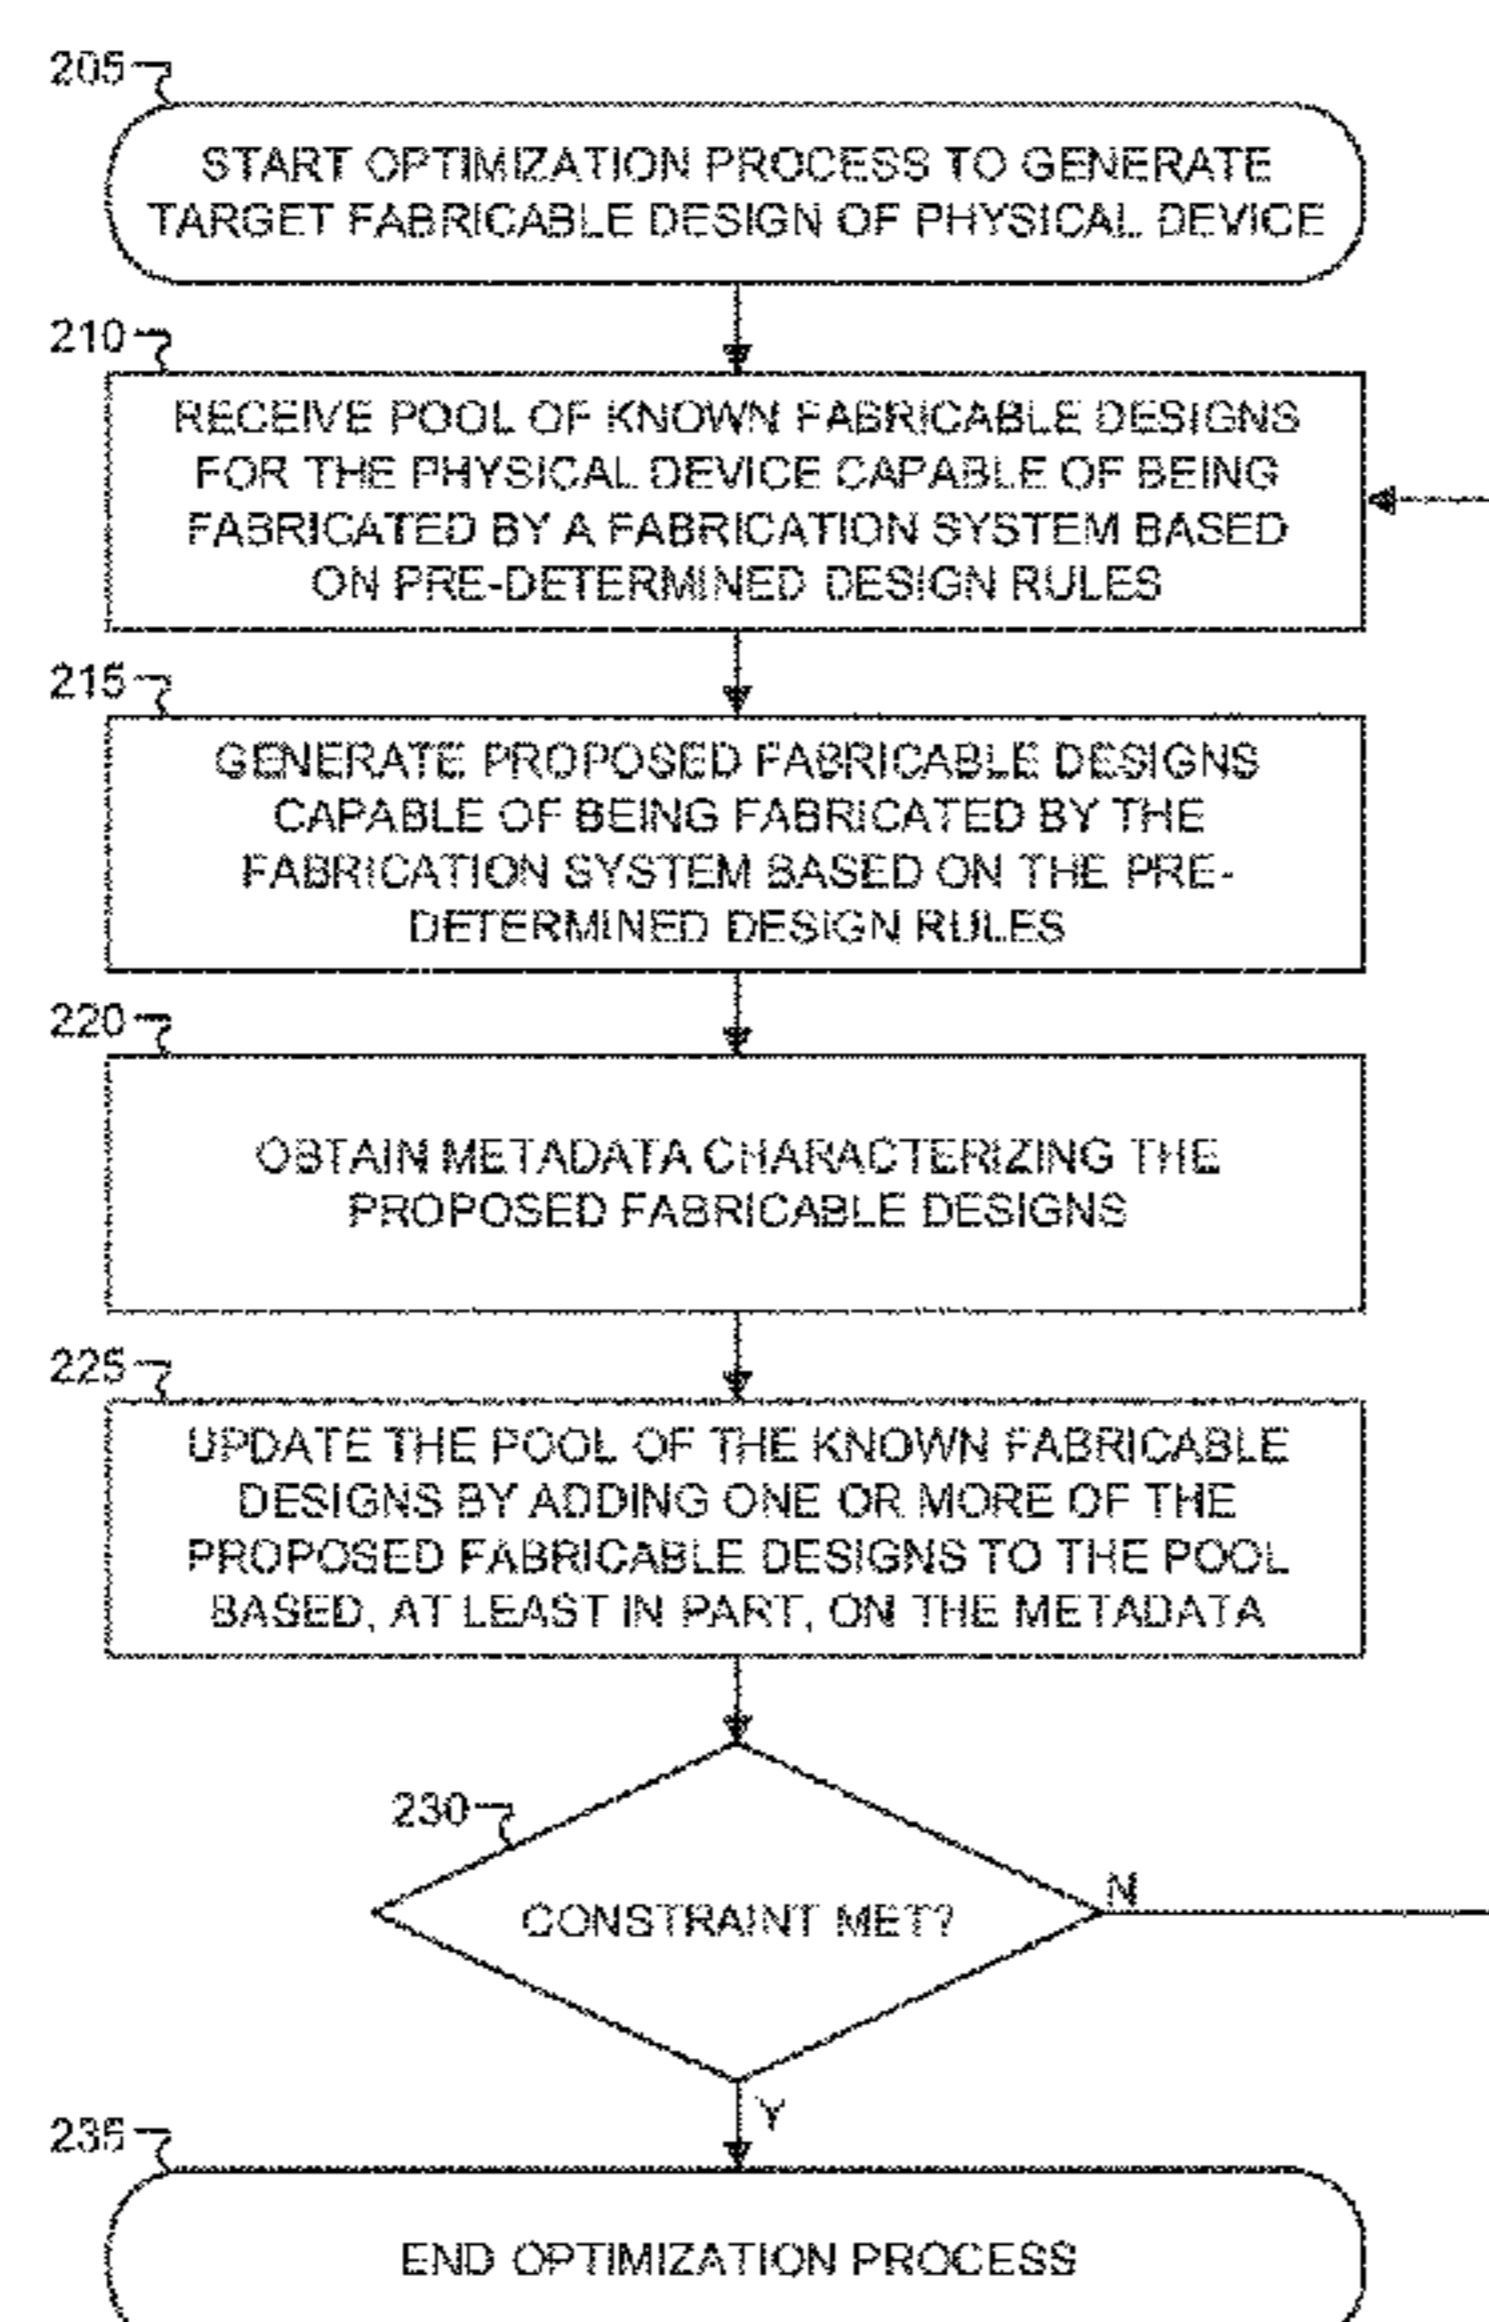 205
START OPTIMIZATION PROCESS TO GENERATE
TARGET FABRICABLE DESIGN OF PHYSICAL DEVICE
210
RECEIVE POOL OF KNOWN FABRICABLE DESIGNS
FOR THE PHYSICAL DEVICE CAPABLE OF BEING
FABRICATED BY A FABRICATION SYSTEM BASED
ON PRE-DETERMINED DESIGN RULES
215
GENERATE PROPOSED FABRICABLE DESIGNS
CAPABLE OF BEING FABRICATED BY THE
FABRICATION SYSTEM BASED ON THE PRE-
DETERMINED DESIGN RULES
220
OBTAIN METADATA CHARACTERIZING THE
PROPOSED FABRICABLE DESIGNS
225
UPDATE THE POOL OF THE KNOWN FABRICABLE
DESIGNS BY ADDING ONE OR MORE OF THE
PROPOSED FABRICABLE DESIGNS TO THE POOL
BASED, AT LEAST IN PART, ON THE METADATA
230
CONSTRAINT MET?
N
Y
235
END OPTIMIZATION PROCESS